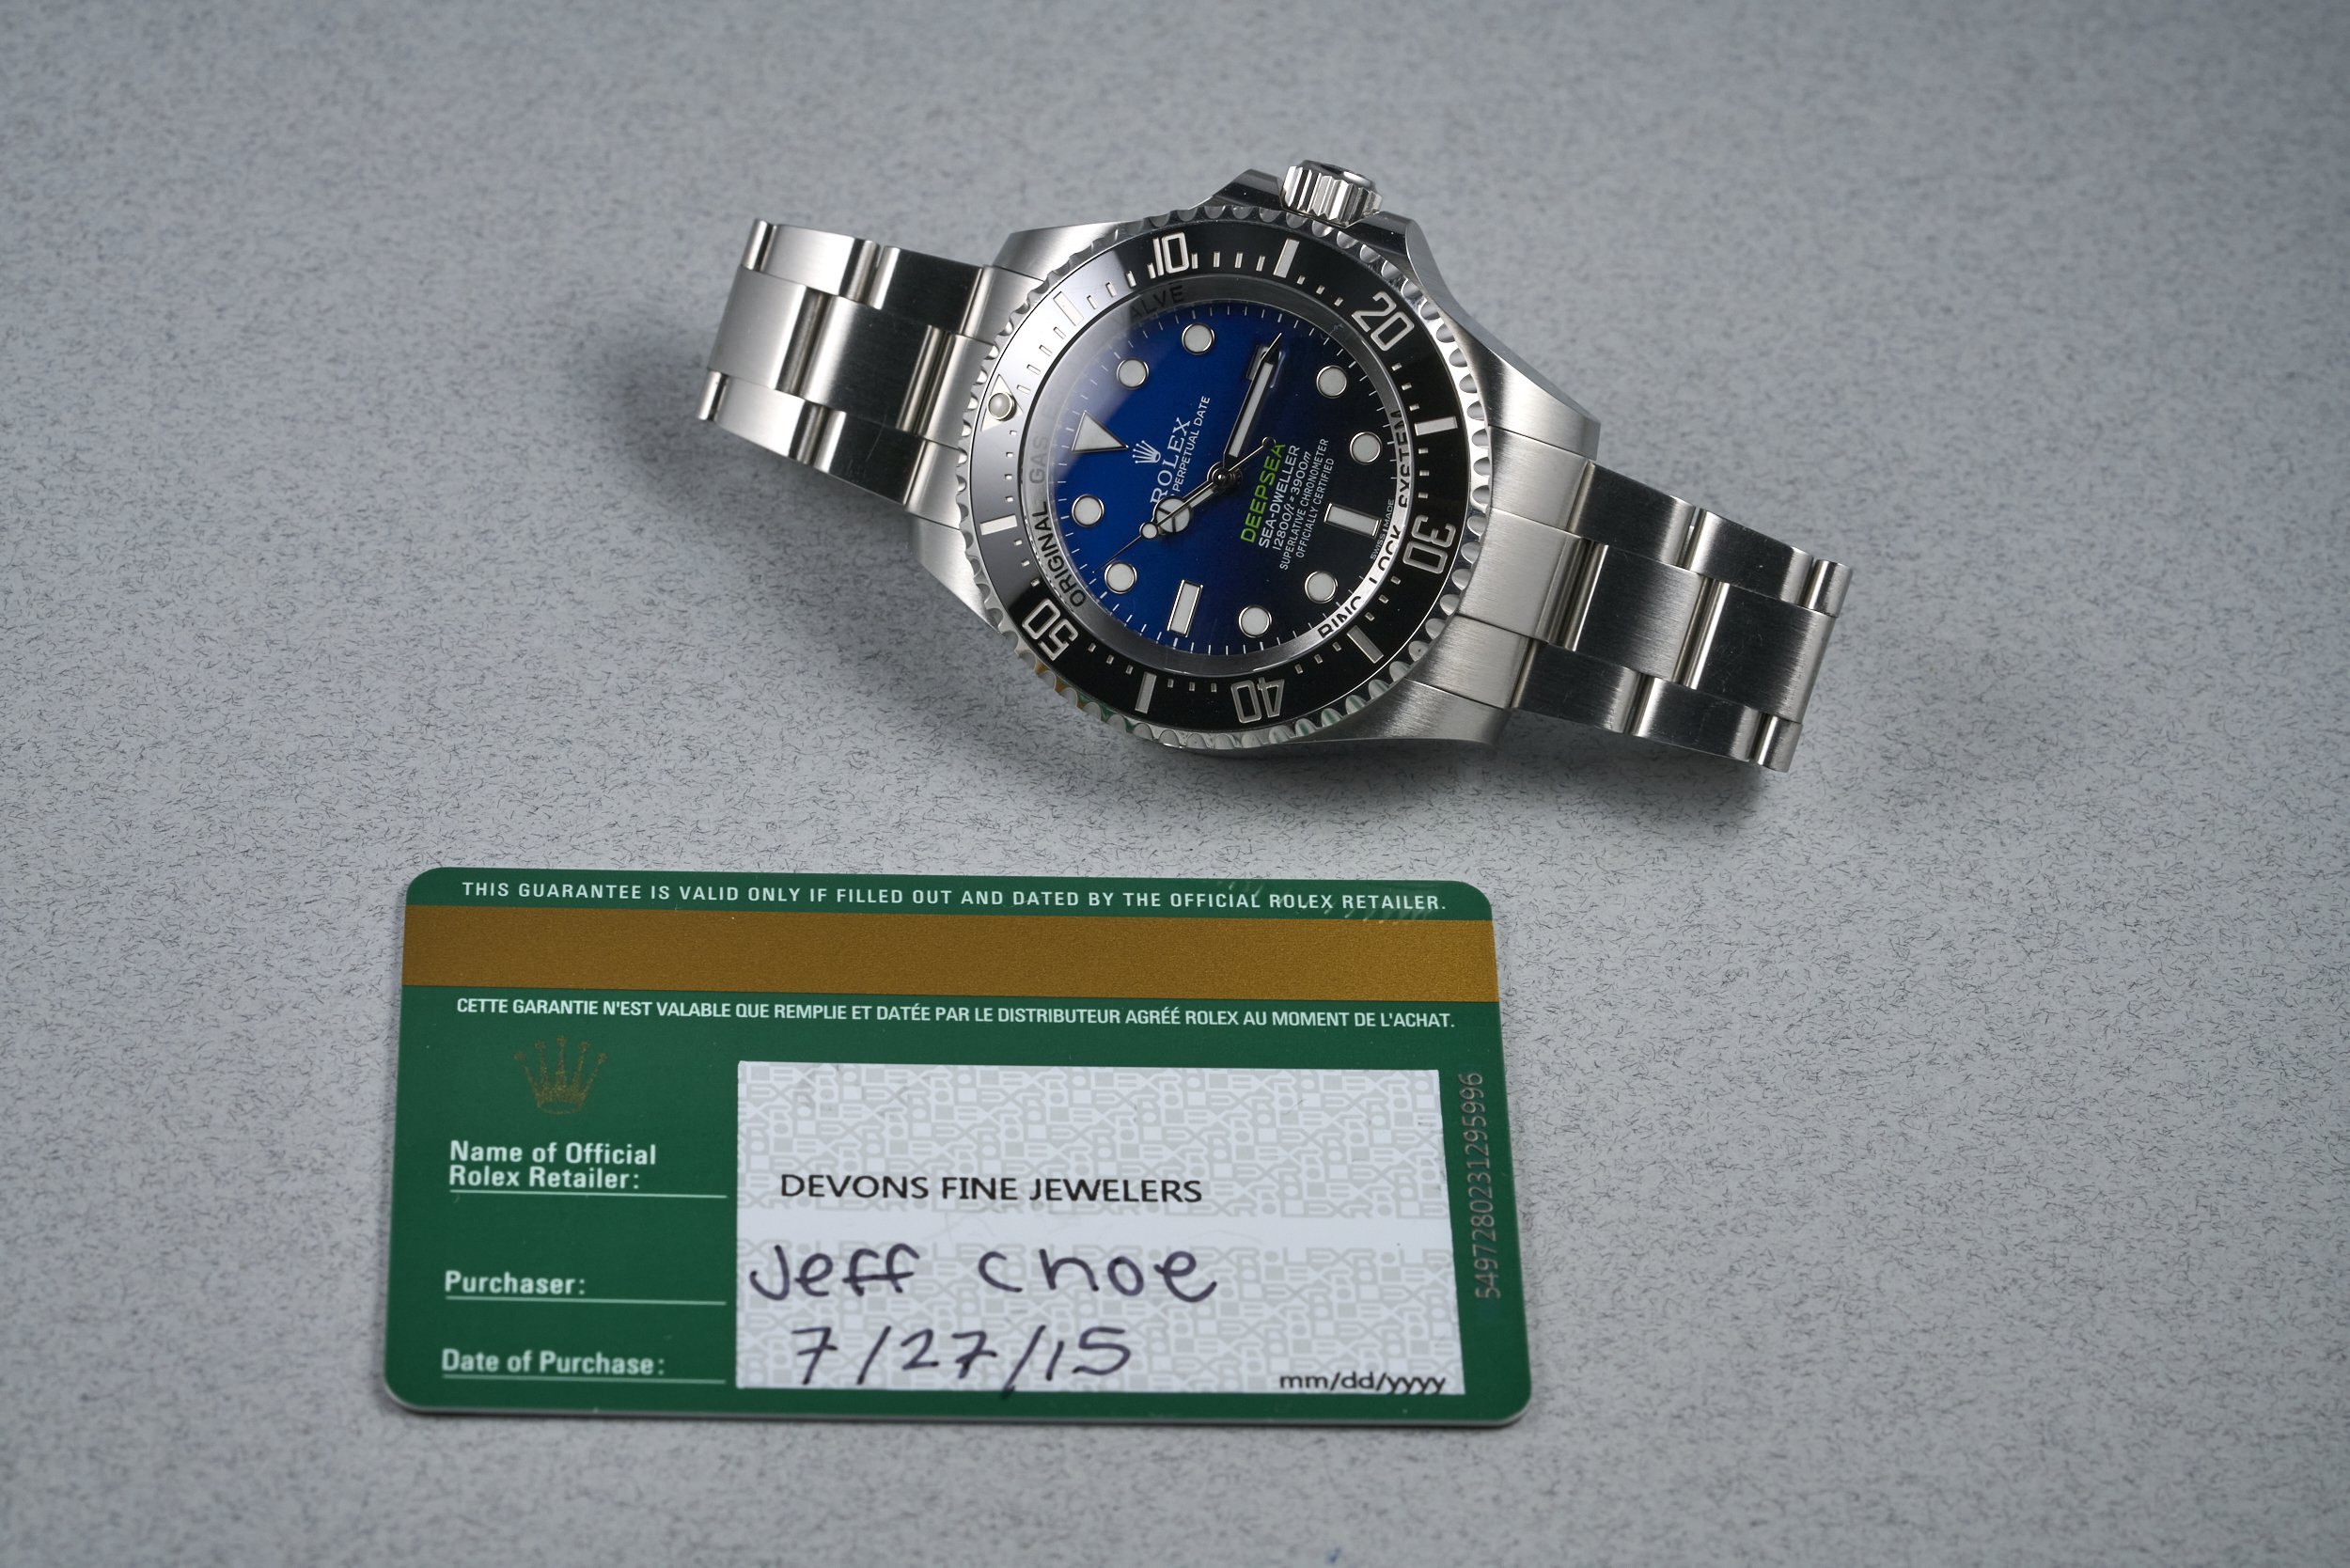 10
20
30
40
50
ORIGINAL GAS VALVE
RING LOCK SYSTEM
ROLEX
PERPETUAL DATE
DEEPSEA
SEA-DWELLER
12800ft=3900m
SUPERLATIVE CHRONOMETER
OFFICIALLY CERTIFIED
SWISS MADE
THIS GUARANTEE IS VALID ONLY IF FILLED OUT AND DATED BY THE OFFICIAL ROLEX RETAILER.
CETTE GARANTIE N'EST VALABLE QUE REMPLIE ET DATÉE PAR LE DISTRIBUTEUR AGRÉÉ ROLEX AU MOMENT DE L'ACHAT.
Name of Official
Rolex Retailer:
DEVONS FINE JEWELERS
Purchaser:
Jeff Choe
Date of Purchase:
7/27/15
mm/dd/yyyy
5497280231295996